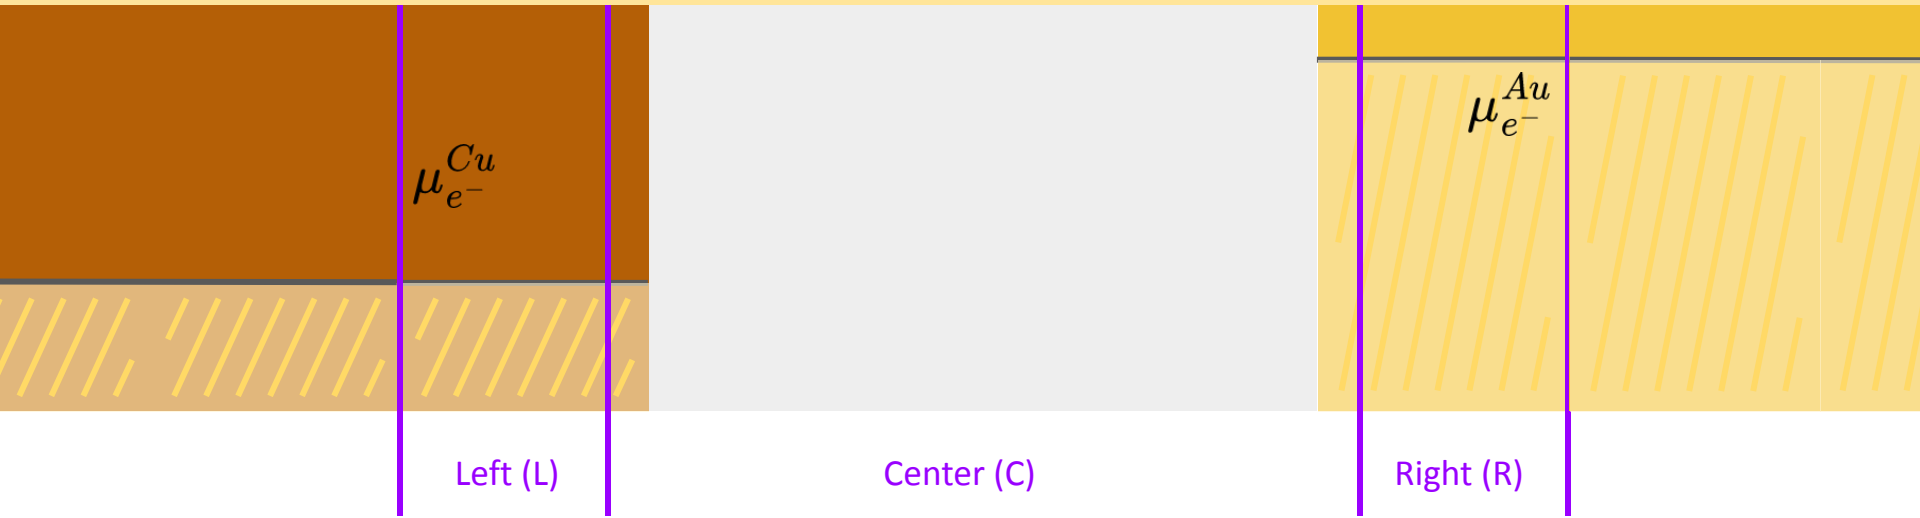 μ_{e^-}^{Cu}
μ_{e^-}^{Au}
Left (L)
Center (C)
Right (R)